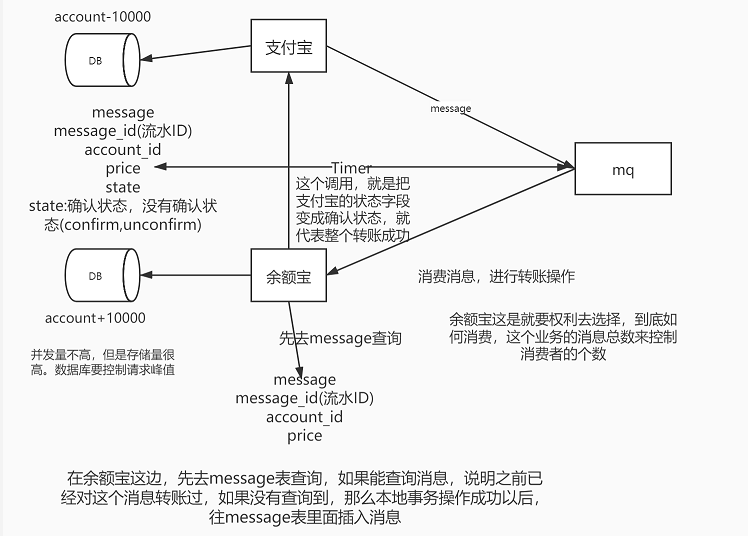 account-10000
DB
支付宝
message
message
message_id(流水ID)
account_id
price
state
state:确认状态，没有确认状
态(confirm,unconfirm)
Timer
mq
这个调用，就是把
支付宝的状态字段
变成确认状态，就
代表整个转账成功
DB
余额宝
消费消息，进行转账操作
account+10000
余额宝这是就要权利去选择，到底如
何消费，这个业务的消息总数来控制
消费者的个数
先去message查询
并发量不高，但是存储量很
高。数据库要控制请求峰值
message
message_id(流水ID)
account_id
price
在余额宝这边，先去message表查询，如果能查询消息，说明之前已
经对这个消息转账过，如果没有查询到，那么本地事务操作成功以后，
往message表里面插入消息